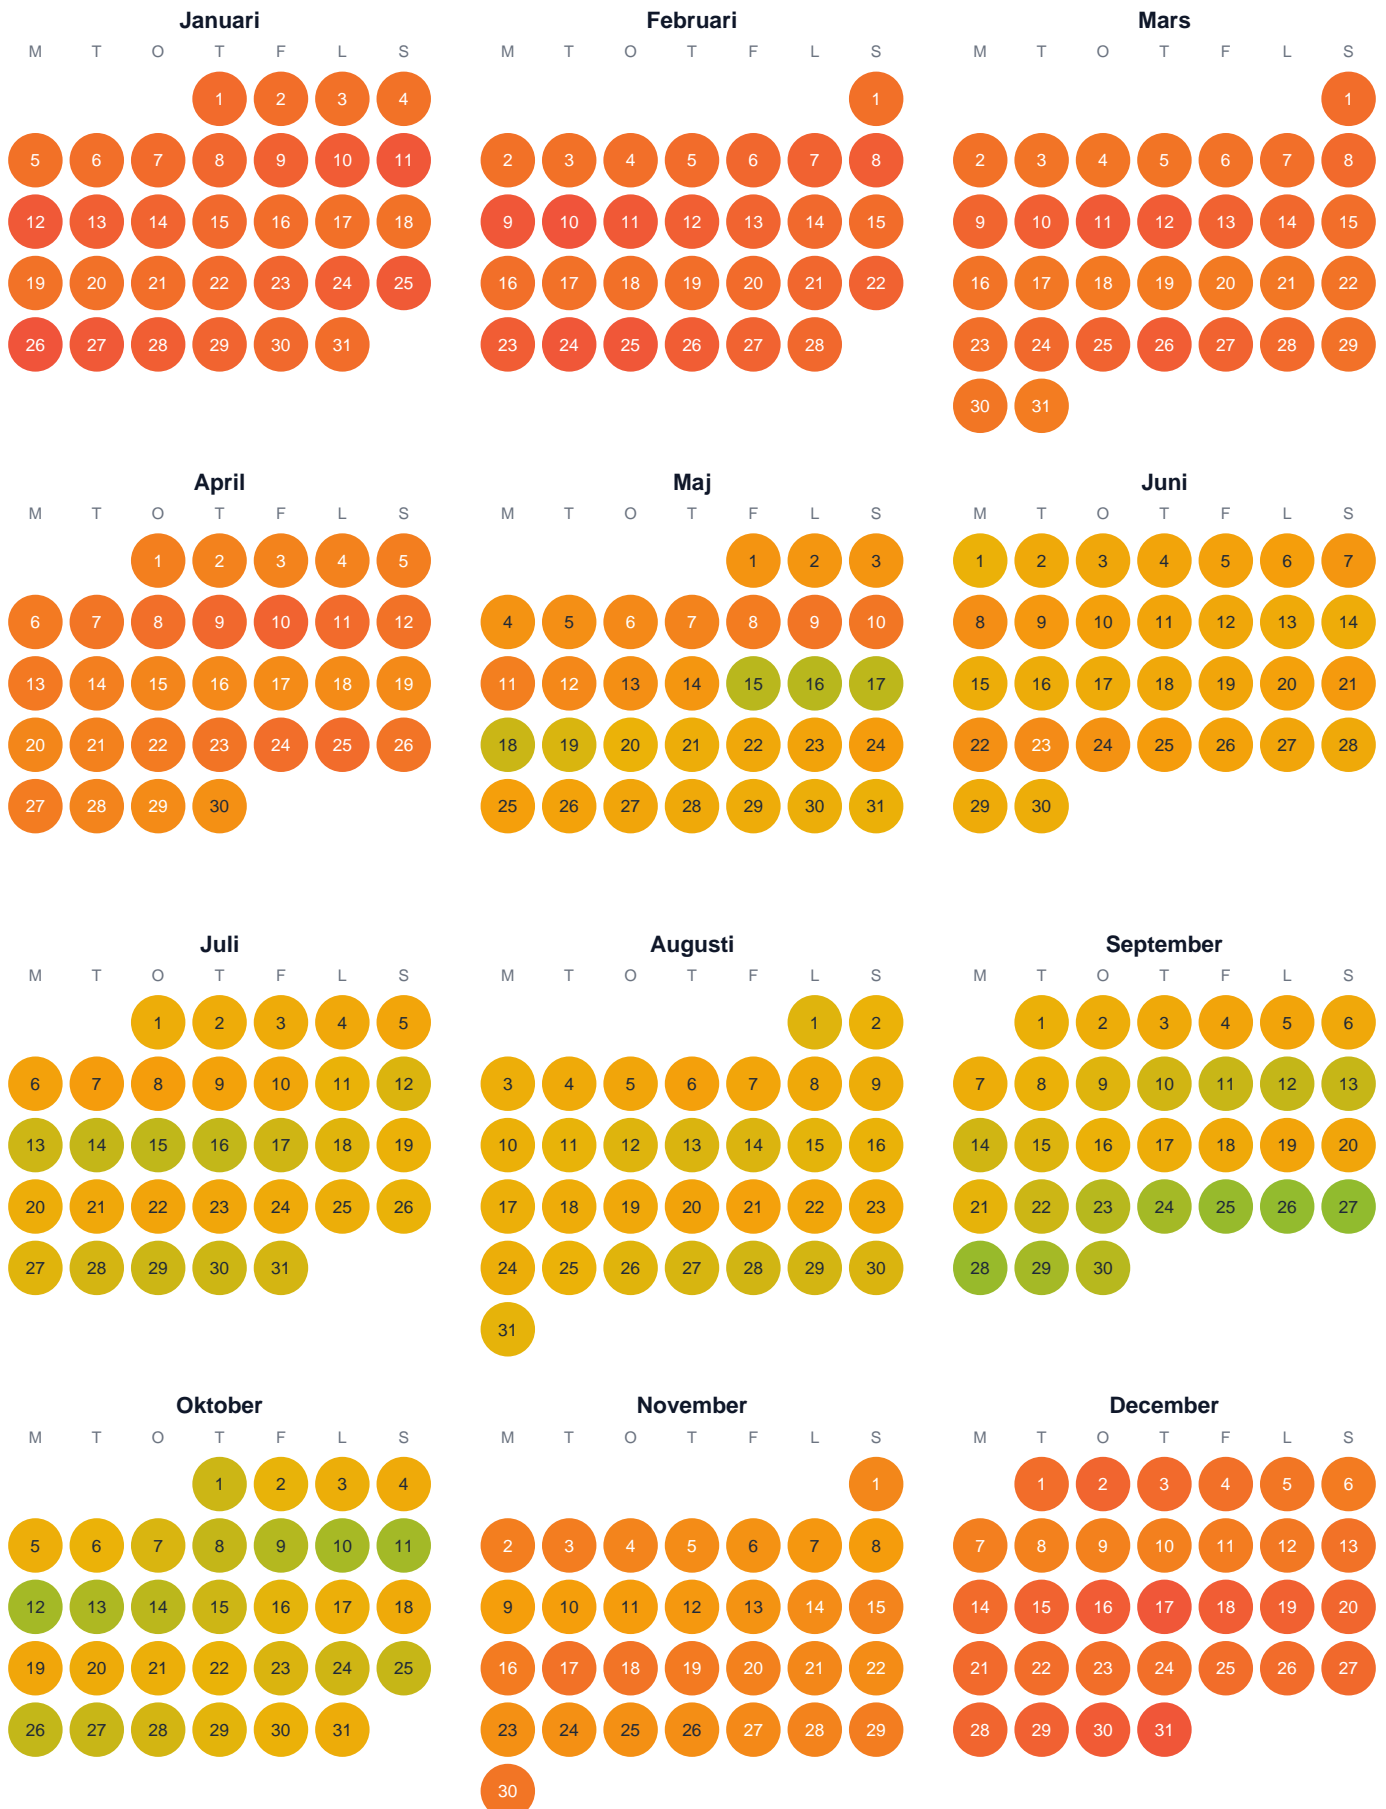 Januari Februari Mars
M T O T F L S M T O T F L S M T O T F L S
1 2 3 4 1 1
5 6 7 8 9 10 11 2 3 4 5 6 7 8 2 3 4 5 6 7 8
12 13 14 15 16 17 18 9 10 11 12 13 14 15 9 10 11 12 13 14 15
19 20 21 22 23 24 25 16 17 18 19 20 21 22 16 17 18 19 20 21 22
26 27 28 29 30 31 23 24 25 26 27 28 23 24 25 26 27 28 29
30 31
April Maj Juni
M T O T F L S M T O T F L S M T O T F L S
1 2 3 4 5 1 2 3 1 2 3 4 5 6 7
6 7 8 9 10 11 12 4 5 6 7 8 9 10 8 9 10 11 12 13 14
13 14 15 16 17 18 19 11 12 13 14 15 16 17 15 16 17 18 19 20 21
20 21 22 23 24 25 26 18 19 20 21 22 23 24 22 23 24 25 26 27 28
27 28 29 30 25 26 27 28 29 30 31 29 30
Juli Augusti September
M T O T F L S M T O T F L S M T O T F L S
1 2 3 4 5 1 2 1 2 3 4 5 6
6 7 8 9 10 11 12 3 4 5 6 7 8 9 7 8 9 10 11 12 13
13 14 15 16 17 18 19 10 11 12 13 14 15 16 14 15 16 17 18 19 20
20 21 22 23 24 25 26 17 18 19 20 21 22 23 21 22 23 24 25 26 27
27 28 29 30 31 24 25 26 27 28 29 30 28 29 30
31
Oktober November December
M T O T F L S M T O T F L S M T O T F L S
1 2 3 4 1 1 2 3 4 5 6
5 6 7 8 9 10 11 2 3 4 5 6 7 8 7 8 9 10 11 12 13
12 13 14 15 16 17 18 9 10 11 12 13 14 15 14 15 16 17 18 19 20
19 20 21 22 23 24 25 16 17 18 19 20 21 22 21 22 23 24 25 26 27
26 27 28 29 30 31 23 24 25 26 27 28 29 28 29 30 31
30